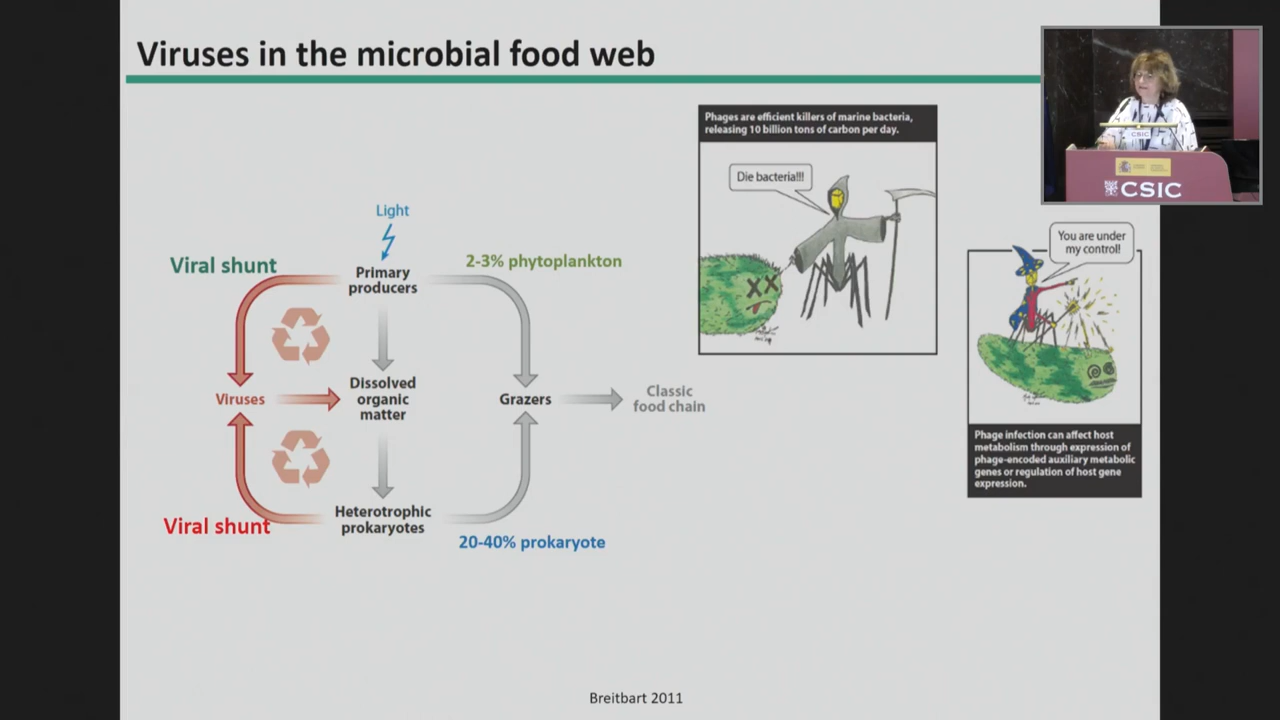 Viruses in the microbial food web
Phages are efficient killers of marine bacteria,
releasing 10 billion tons of carbon per day.
Die bacteria!!!
CSIC
CSIC
You are under
my control!
Light
Viral shunt
2-3% phytoplankton
Primary
producers
Viruses
Dissolved
organic
matter
Grazers
Classic
food chain
Heterotrophic
prokaryotes
Viral shunt
20-40% prokaryote
Phage infection can affect host
metabolism through expression of
phage-encoded auxiliary metabolic
genes or regulation of host gene
expression.
Breitbart 2011